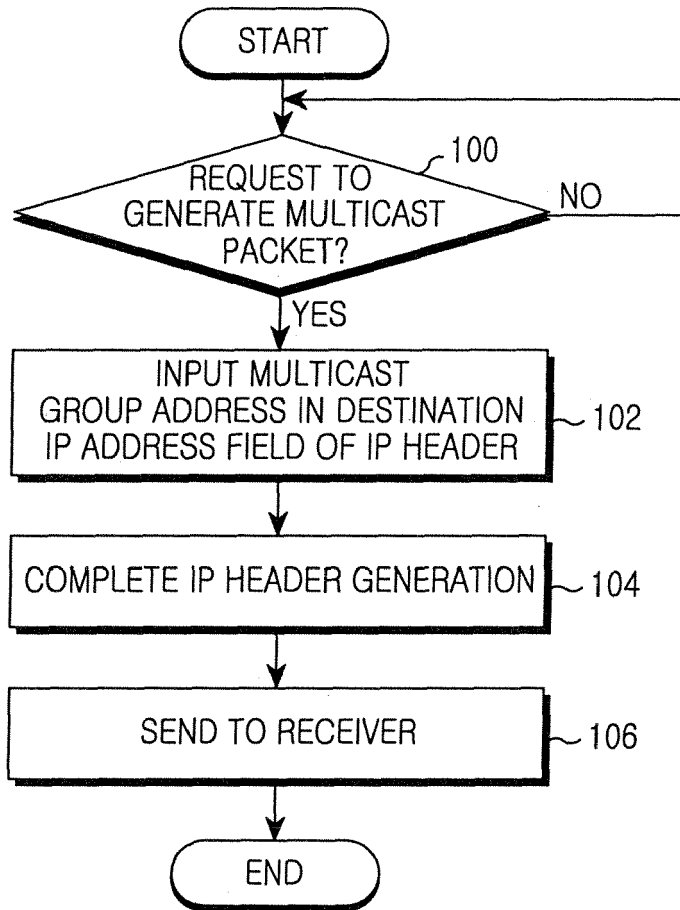 START
100
REQUEST TO
GENERATE MULTICAST
PACKET?
NO
YES
INPUT MULTICAST
GROUP ADDRESS IN DESTINATION
IP ADDRESS FIELD OF IP HEADER
102
COMPLETE IP HEADER GENERATION
104
SEND TO RECEIVER
106
END